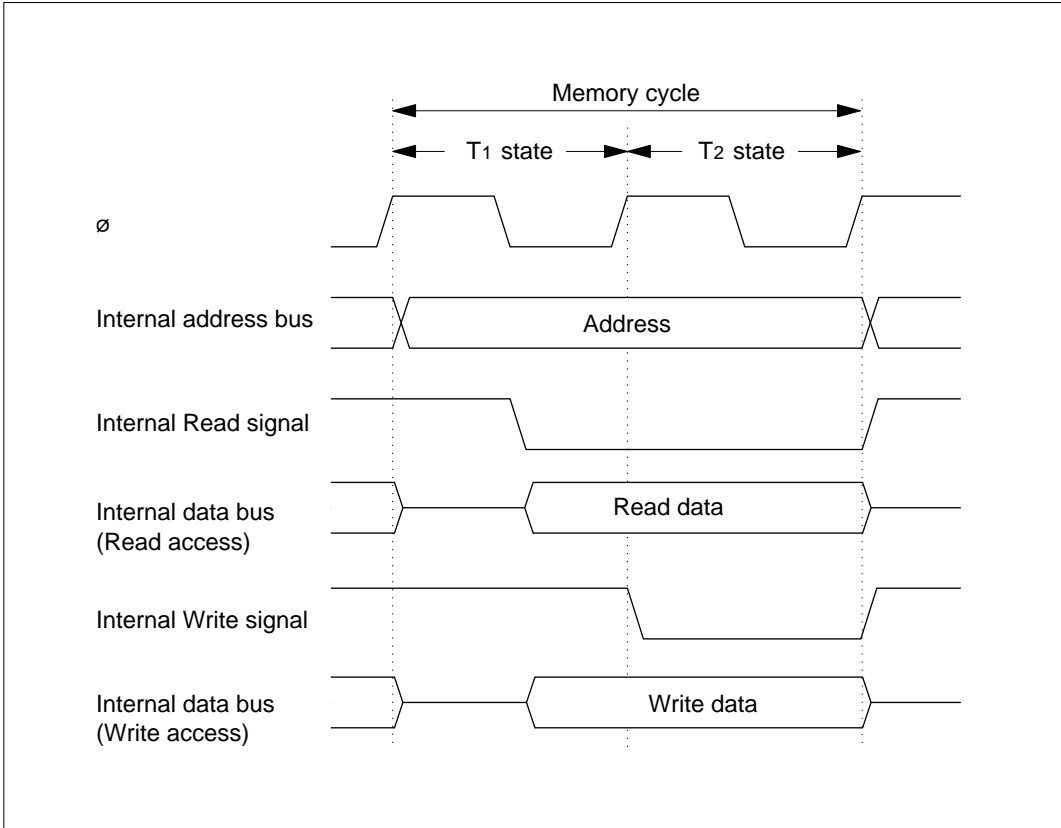 Memory cycle
T1 state
T2 state
ø
Internal address bus
Address
Internal Read signal
Internal data bus
(Read access)
Read data
Internal Write signal
Internal data bus
(Write access)
Write data